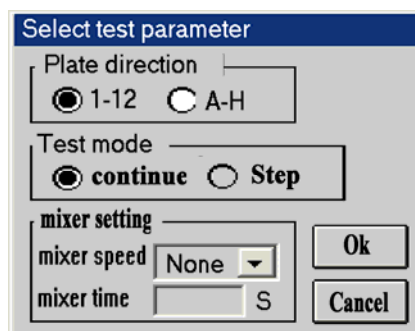 Select test parameter
Plate direction
1-12 A-H
Test mode
continue Step
mixer setting
mixer speed None
Ok
mixer time S
Cancel